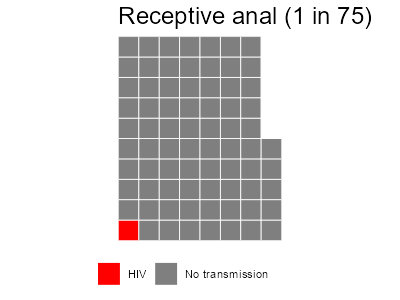 Receptive anal (1 in 75)
HIV No transmission